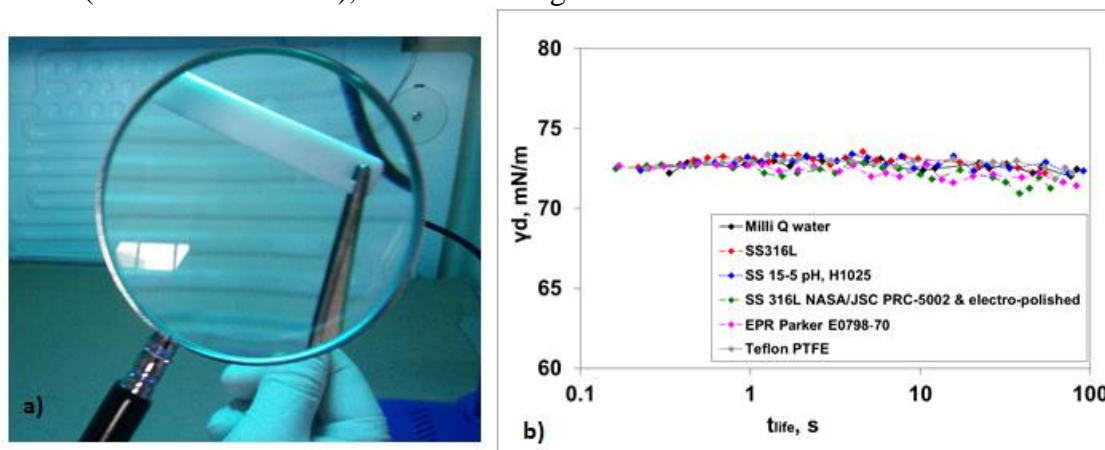 a)
80
75
70
65
60
γd, mN/m
Milli Q water
SS316L
SS 15-5 pH, H1025
SS 316L NASA/JSC PRC-5002 & electro-polished
EPR Parker E0798-70
Teflon PTFE
0.1 1 10 100
b)
tlife, s